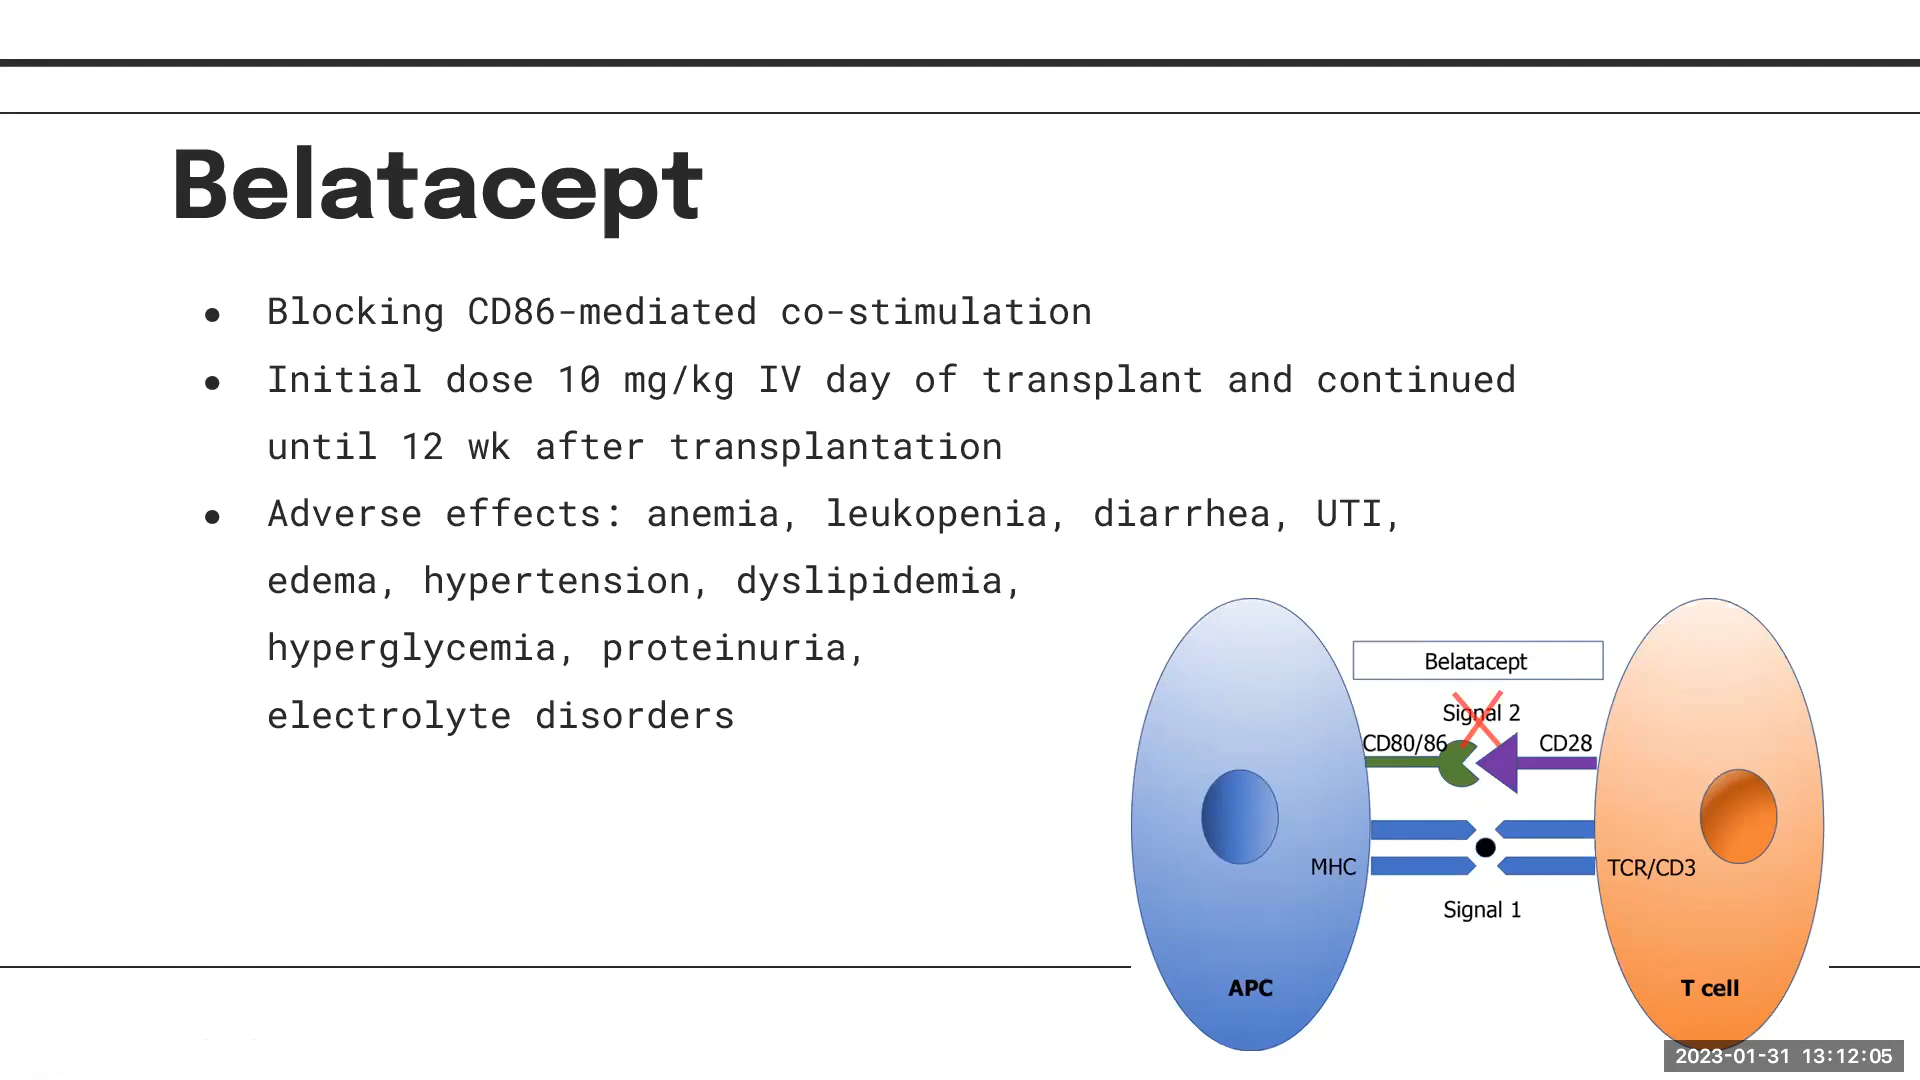 Belatacept
● Blocking CD86-mediated co-stimulation
● Initial dose 10 mg/kg IV day of transplant and continued
until 12 wk after transplantation
● Adverse effects: anemia, leukopenia, diarrhea, UTI,
edema, hypertension, dyslipidemia,
hyperglycemia, proteinuria,
electrolyte disorders
Belatacept
Signal 2
CD80/86
CD28
MHC
TCR/CD3
Signal 1
APC
T cell
2023-01-31 13:12:05